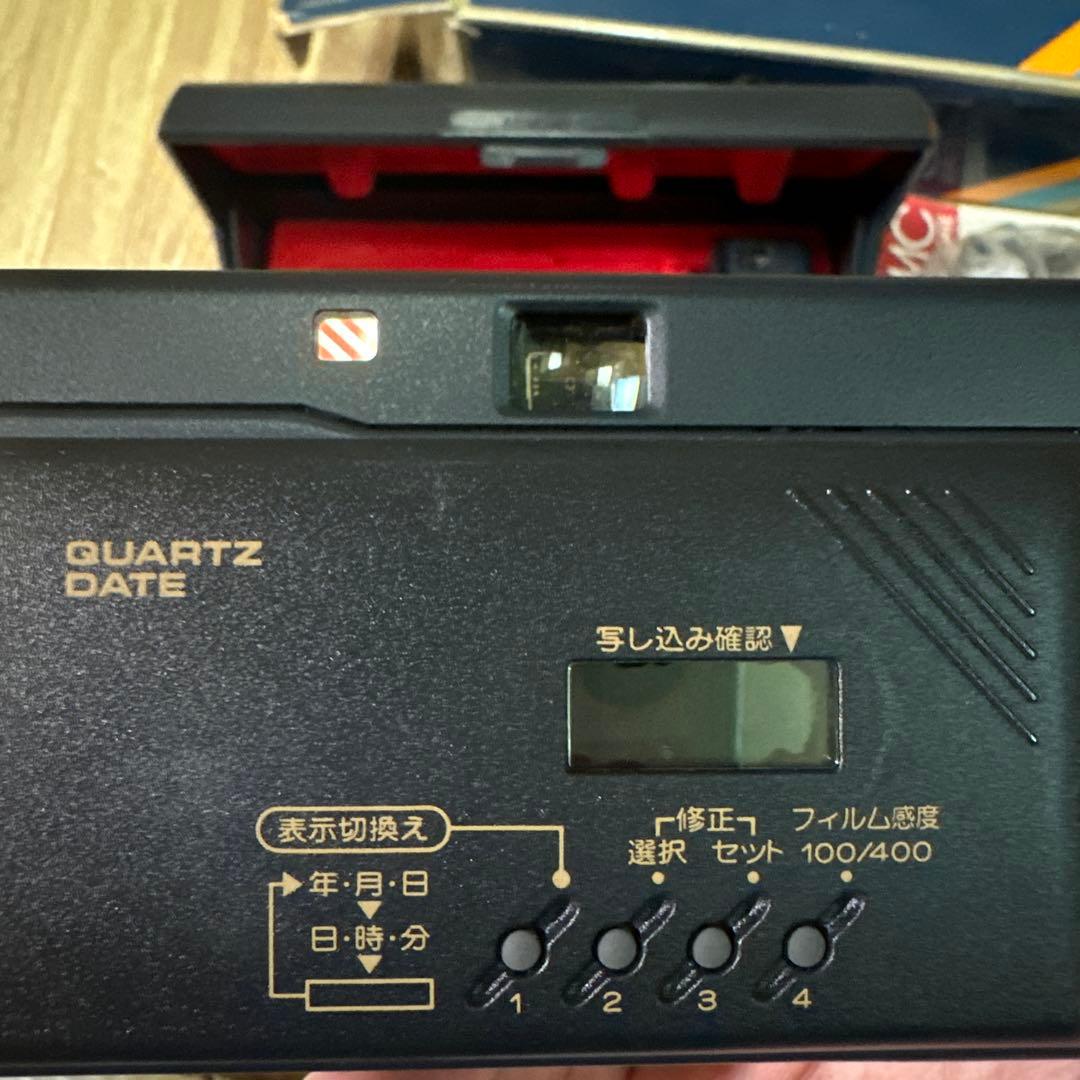 MC
QUARTZ
DATE
写し込み確認▼
表示切換え
修正
フィルム感度
選択 セット 100/400
年・月・日
日・時・分
1 2 3 4